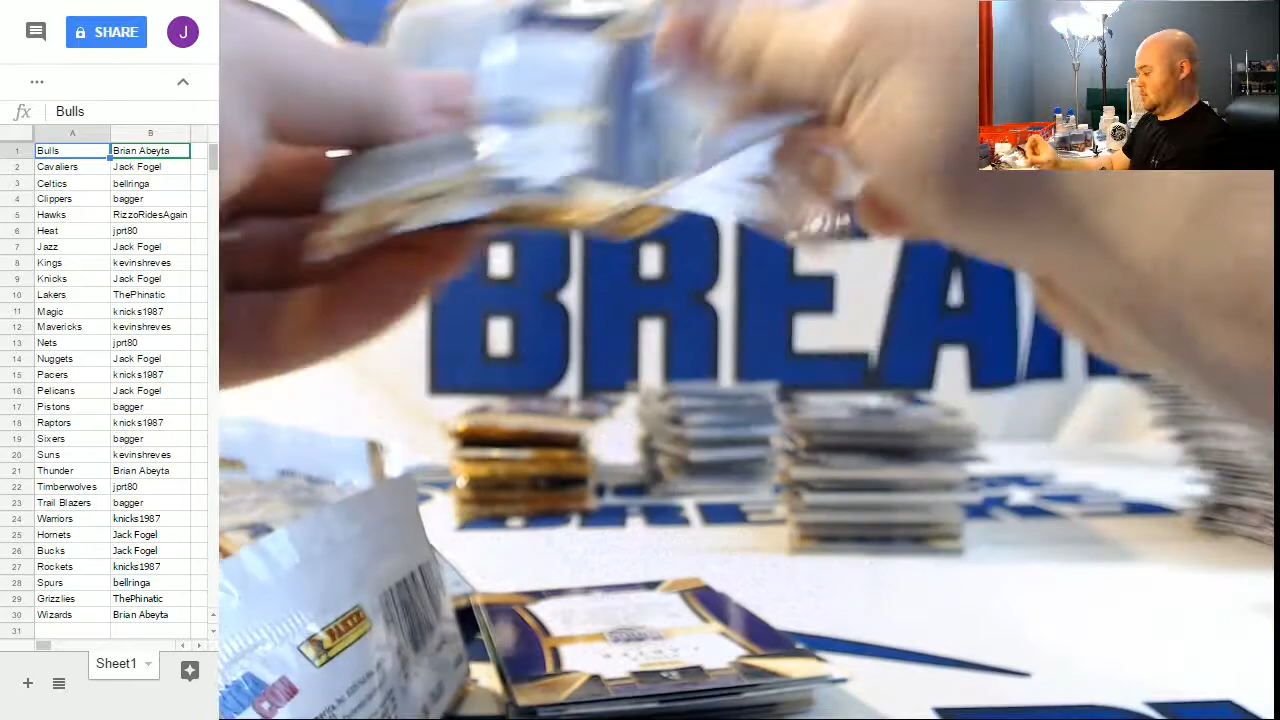 SHARE
J
...
fx Bulls
A B
1 Bulls Brian Abeyta
2 Cavaliers Jack Fogel
3 Celtics bellringa
4 Clippers bagger
5 Hawks RizzoRidesAgain
6 Heat jprt80
7 Jazz Jack Fogel
8 Kings kevinshreves
9 Knicks Jack Fogel
10 Lakers ThePhinatic
11 Magic knicks1987
12 Mavericks kevinshreves
13 Nets jprt80
14 Nuggets Jack Fogel
15 Pacers knicks1987
16 Pelicans Jack Fogel
17 Pistons bagger
18 Raptors knicks1987
19 Sixers bagger
20 Suns kevinshreves
21 Thunder Brian Abeyta
22 Timberwolves jprt80
23 Trail Blazers bagger
24 Warriors knicks1987
25 Hornets Jack Fogel
26 Bucks Jack Fogel
27 Rockets knicks1987
28 Spurs bellringa
29 Grizzlies ThePhinatic
30 Wizards Brian Abeyta
31
Sheet1
BREA